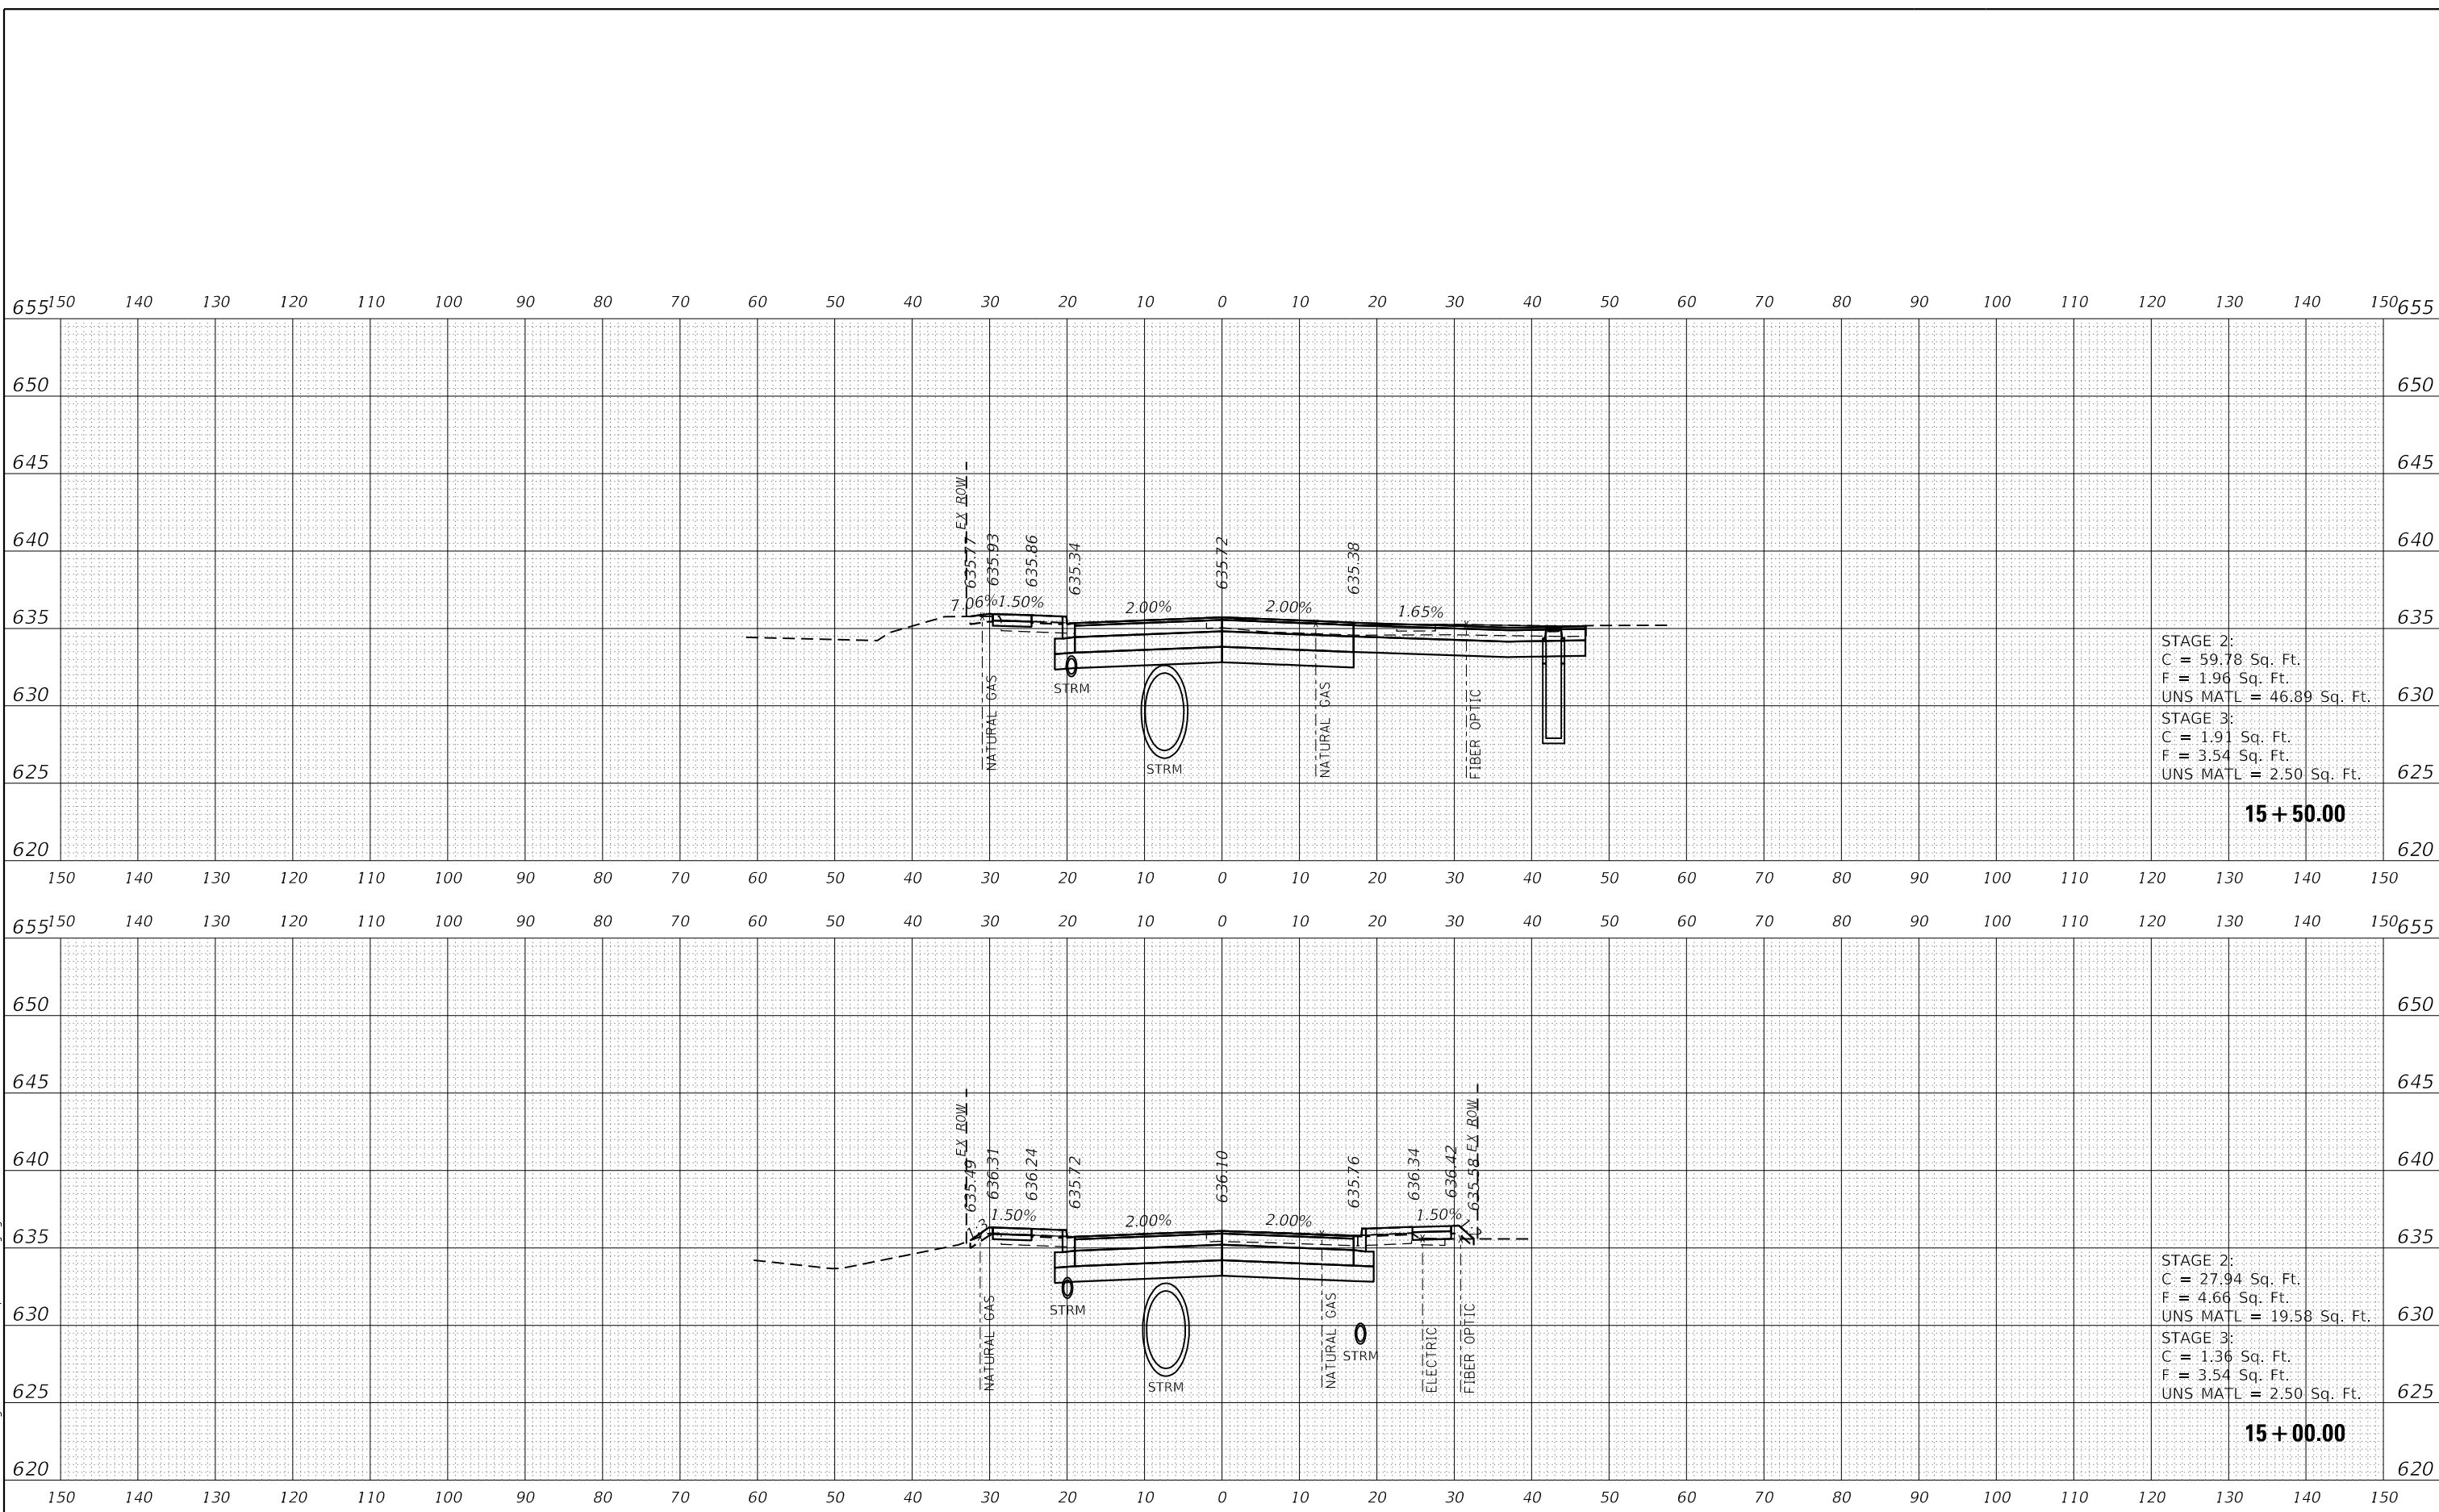 655 150 140 130 120 110 100 90 80 70 60 50 40 30 20 10 0 10 20 30 40 50 60 70 80 90 100 110 120 130 140 150 655
650 650
645 645
EX ROW
640 640
635.77 635.93 635.86 635.34 635.72 635.38
7.06% 1.50% 2.00% 2.00% 1.65%
635 635
STAGE 2:
C = 59.78 Sq. Ft.
F = 1.96 Sq. Ft.
UNS MATL = 46.89 Sq. Ft.
630 630
STRM
NATURAL GAS
STRM
NATURAL GAS
FIBER OPTIC
STAGE 3:
C = 1.91 Sq. Ft.
F = 3.54 Sq. Ft.
UNS MATL = 2.50 Sq. Ft.
625 625
15+50.00
620 620
150 140 130 120 110 100 90 80 70 60 50 40 30 20 10 0 10 20 30 40 50 60 70 80 90 100 110 120 130 140 150
655 150 140 130 120 110 100 90 80 70 60 50 40 30 20 10 0 10 20 30 40 50 60 70 80 90 100 110 120 130 140 150 655
650 650
645 645
EX ROW EX ROW
640 640
635.49 636.31 636.24 635.72 636.10 635.76 636.34 636.42 635.58
1.50% 2.00% 2.00% 1.50%
635 635
STAGE 2:
C = 27.94 Sq. Ft.
F = 4.66 Sq. Ft.
UNS MATL = 19.58 Sq. Ft.
630 630
STRM
NATURAL GAS
STRM
NATURAL GAS
STRM
ELECTRIC
FIBER OPTIC
STAGE 3:
C = 1.36 Sq. Ft.
F = 3.54 Sq. Ft.
UNS MATL = 2.50 Sq. Ft.
625 625
15+00.00
620 620
150 140 130 120 110 100 90 80 70 60 50 40 30 20 10 0 10 20 30 40 50 60 70 80 90 100 110 120 130 140 150